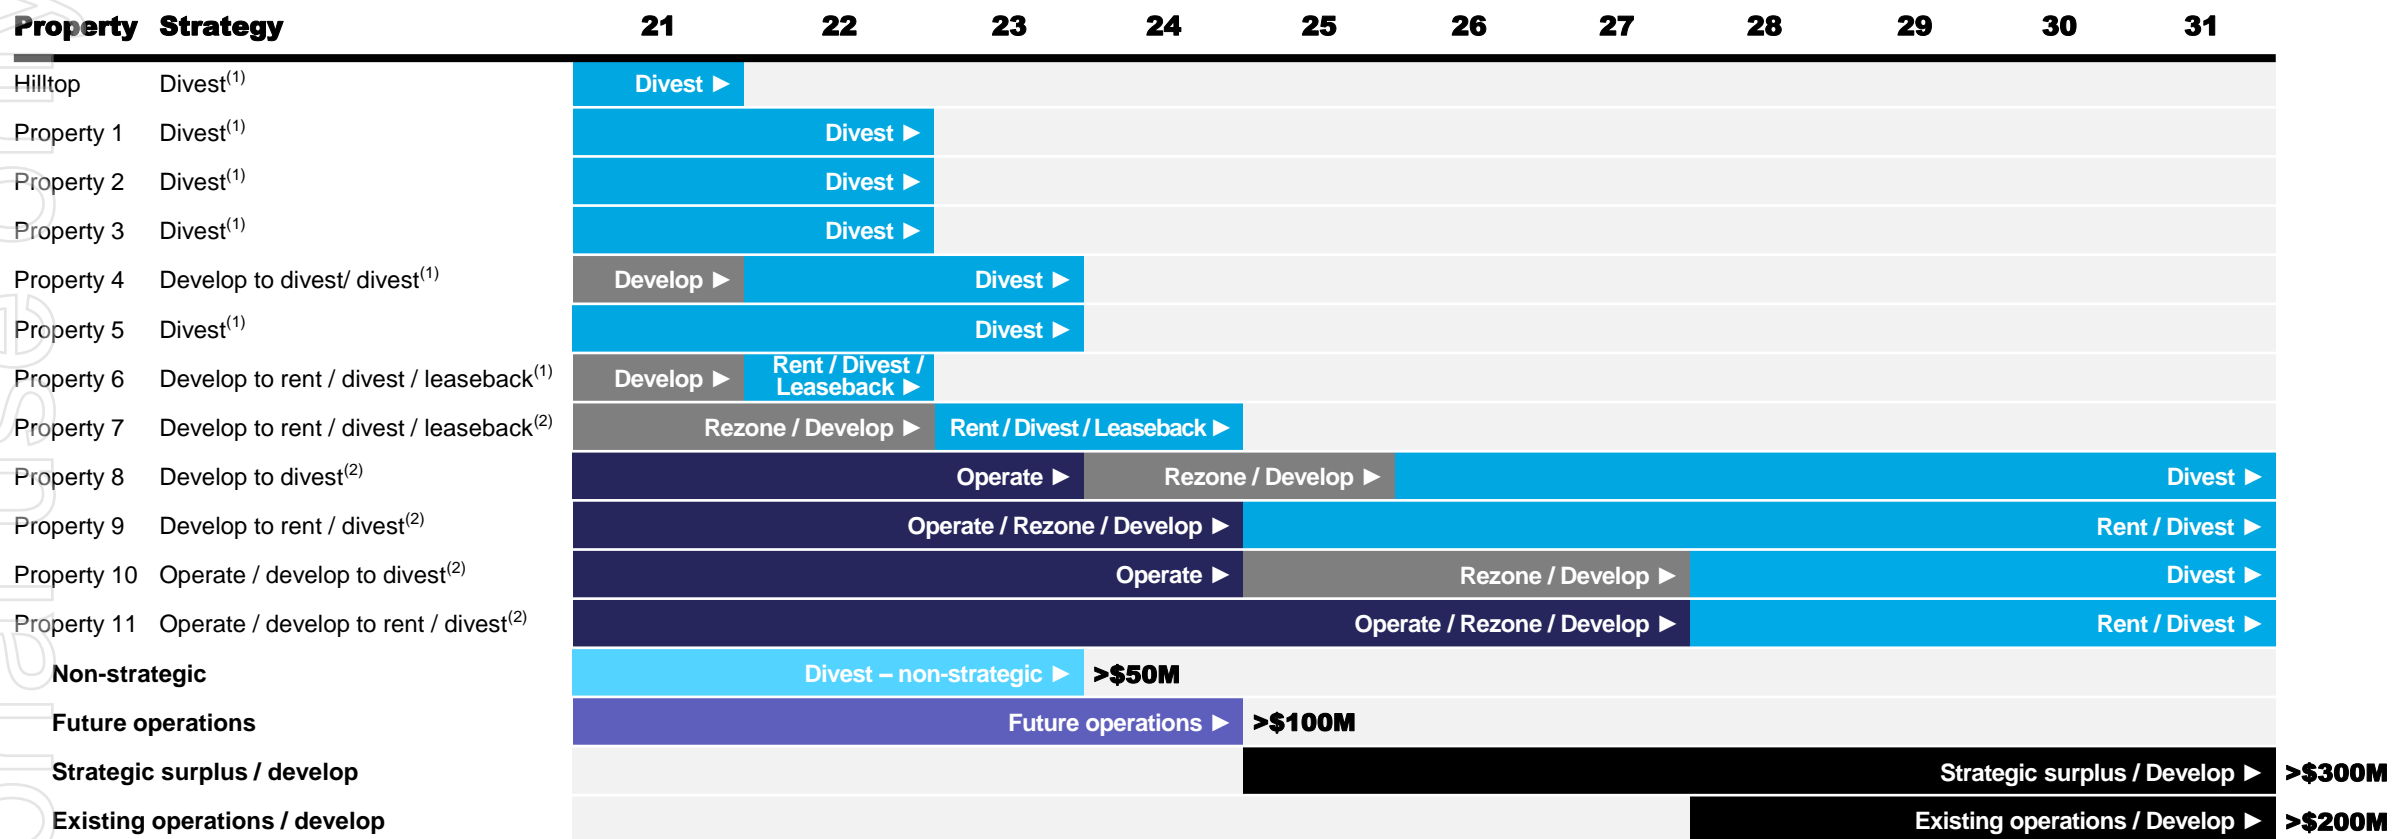 Property Strategy 21 22 23 24 25 26 27 28 29 30 31
Hilltop Divest(1) Divest ►
Property 1 Divest(1) Divest ►
Property 2 Divest(1) Divest ►
Property 3 Divest(1) Divest ►
Property 4 Develop to divest/ divest(1) Develop ► Divest ►
Property 5 Divest(1) Divest ►
Property 6 Develop to rent / divest / leaseback(1) Develop ► Rent / Divest /
Leaseback ►
Property 7 Develop to rent / divest / leaseback(2) Rezone / Develop ► Rent / Divest / Leaseback ►
Property 8 Develop to divest(2) Operate ► Rezone / Develop ► Divest ►
Property 9 Develop to rent / divest(2) Operate / Rezone / Develop ► Rent / Divest ►
Property 10 Operate / develop to divest(2) Operate ► Rezone / Develop ► Divest ►
Property 11 Operate / develop to rent / divest(2) Operate / Rezone / Develop ► Rent / Divest ►
Non-strategic Divest – non-strategic ► >$50M
Future operations Future operations ► >$100M
Strategic surplus / develop Strategic surplus / Develop ► >$300M
Existing operations / develop Existing operations / Develop ► >$200M